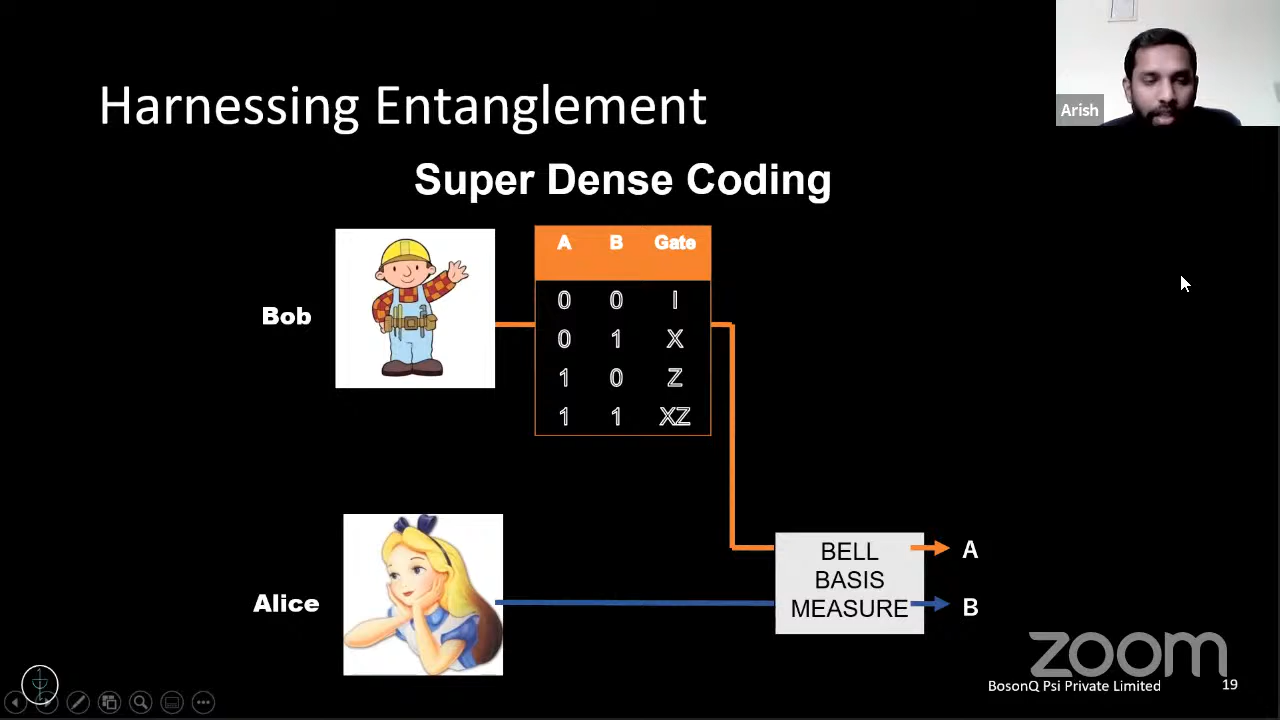 Arish
Harnessing Entanglement
Super Dense Coding
Bob
A B Gate
0 0 I
0 1 X
1 0 Z
1 1 XZ
Alice
BELL
BASIS
MEASURE
A
B
zoom
BosonQ Psi Private Limited
19